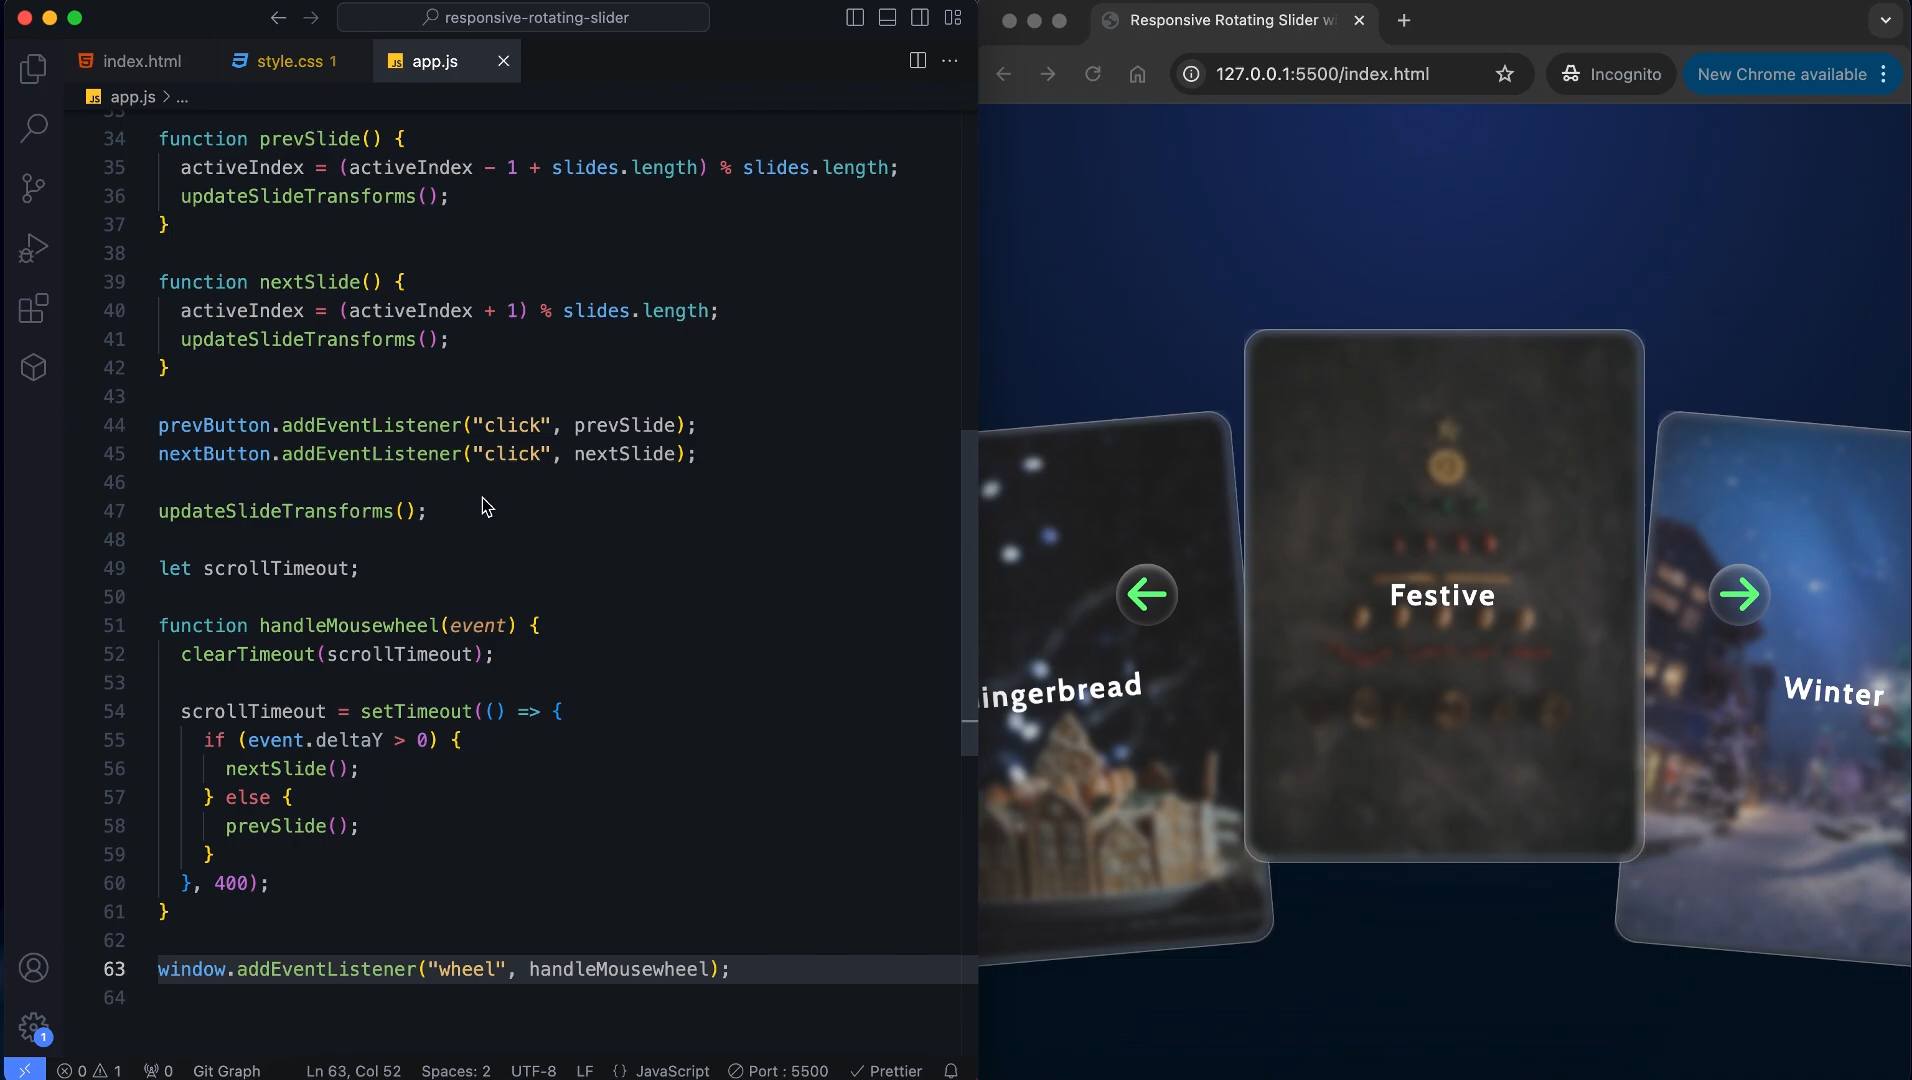 responsive-rotating-slider
index.html
style.css 1
JS app.js
JS app.js > ...
34 function prevSlide() {
35 activeIndex = (activeIndex - 1 + slides.length) % slides.length;
36 updateSlideTransforms();
37 }
38
39 function nextSlide() {
40 activeIndex = (activeIndex + 1) % slides.length;
41 updateSlideTransforms();
42 }
43
44 prevButton.addEventListener("click", prevSlide);
45 nextButton.addEventListener("click", nextSlide);
46
47 updateSlideTransforms();
48
49 let scrollTimeout;
50
51 function handleMousewheel(event) {
52 clearTimeout(scrollTimeout);
53
54 scrollTimeout = setTimeout(() => {
55 if (event.deltaY > 0) {
56 nextSlide();
57 } else {
58 prevSlide();
59 }
60 }, 400);
61 }
62
63 window.addEventListener("wheel", handleMousewheel);
64
1
0 1 0 Git Graph Ln 63, Col 52 Spaces: 2 UTF-8 LF {} JavaScript Port : 5500 Prettier
Responsive Rotating Slider w
127.0.0.1:5500/index.html
Incognito
New Chrome available
Festive
ingerbread
Winter